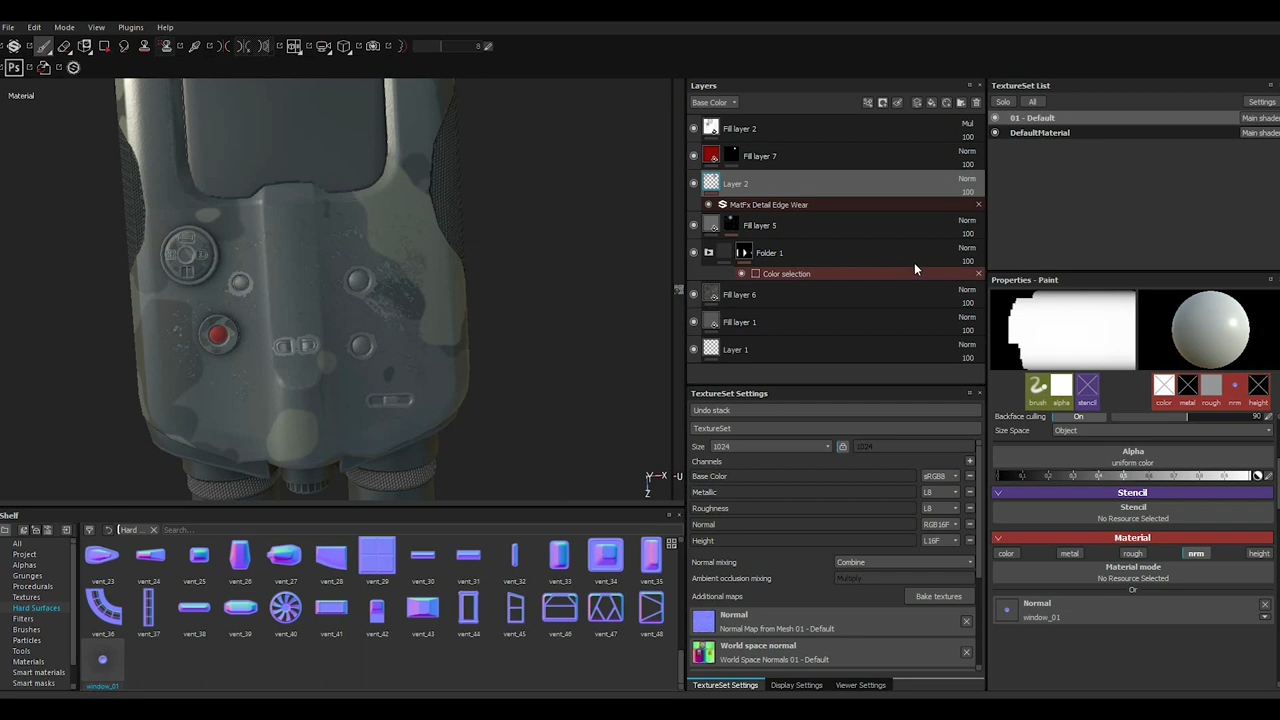 File Edit Mode View Plugins Help
8
Ps
Material
Layers
Base Color
Fill layer 2 Mul 100
Fill layer 7 Norm 100
Layer 2 Norm 100
MatFx Detail Edge Wear
Fill layer 5 Norm 100
Folder 1 Norm 100
Color selection
Fill layer 6 Norm 100
Fill layer 1 Norm 100
Layer 1 Norm 100
TextureSet List
Solo All Settings
01 - Default Main shade
DefaultMaterial Main shade
Properties - Paint
brush alpha stencil color metal rough nrm height
Backface culling On 90
Size Space Object
Alpha
uniform color
Stencil
Stencil
No Resource Selected
Material
color metal rough nrm height
Material mode
No Resource Selected
Or
Normal
window_01
TextureSet Settings
Undo stack
TextureSet
Size 1024 1024
Channels
Base Color sRGB8
Metallic L8
Roughness L8
Normal RGB16F
Height L16F
Normal mixing Combine
Ambient occlusion mixing Multiply
Additional maps Bake textures
Normal
Normal Map from Mesh 01 - Default
World space normal
World Space Normals 01 - Default
TextureSet Settings Display Settings Viewer Settings
Y X -U
Z
Shelf
Hard ... Search...
All
Project
Alphas
Grunges
Procedurals
Textures
Hard Surfaces
Filters
Brushes
Particles
Tools
Materials
Smart materials
Smart masks
vent_23 vent_24 vent_25 vent_26 vent_27 vent_28 vent_29 vent_30 vent_31 vent_32 vent_33 vent_34 vent_35
vent_36 vent_37 vent_38 vent_39 vent_40 vent_41 vent_42 vent_43 vent_44 vent_45 vent_46 vent_47 vent_48
window_01